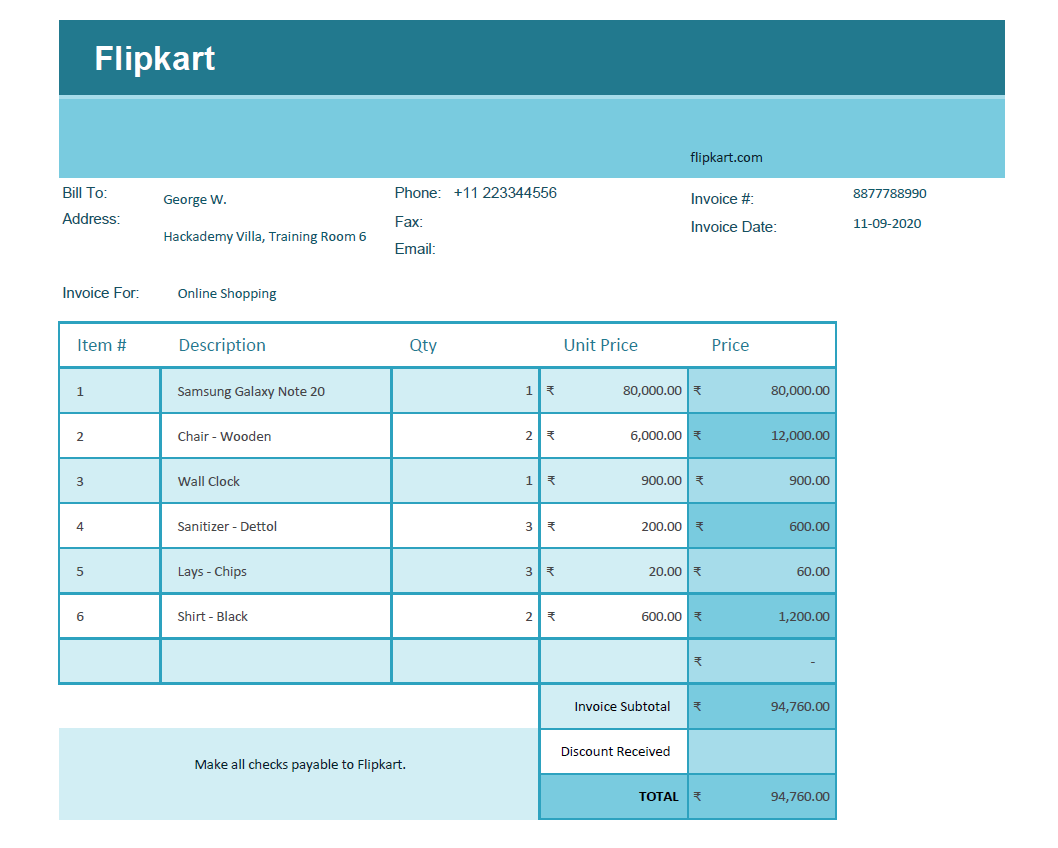 Flipkart
flipkart.com
Bill To: George W. Phone: +11 223344556 Invoice #: 8877788990
Address: Hackademy Villa, Training Room 6 Fax: Invoice Date: 11-09-2020
Email:
Invoice For: Online Shopping
Item # Description Qty Unit Price Price
1 Samsung Galaxy Note 20 1 ₹ 80,000.00 ₹ 80,000.00
2 Chair - Wooden 2 ₹ 6,000.00 ₹ 12,000.00
3 Wall Clock 1 ₹ 900.00 ₹ 900.00
4 Sanitizer - Dettol 3 ₹ 200.00 ₹ 600.00
5 Lays - Chips 3 ₹ 20.00 ₹ 60.00
6 Shirt - Black 2 ₹ 600.00 ₹ 1,200.00
₹ -
Invoice Subtotal ₹ 94,760.00
Discount Received
Make all checks payable to Flipkart.
TOTAL ₹ 94,760.00